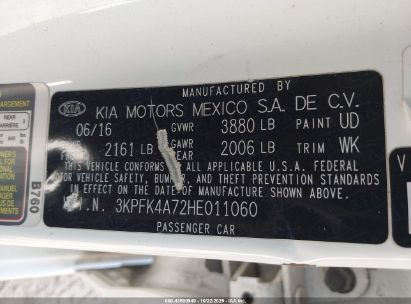 MANUFACTURED BY
KIA KIA MOTORS MEXICO S.A. DE C.V.
06/16 GVWR 3880 LB PAINT UD
2161 LB GAWR 2006 LB TRIM WK
THIS VEHICLE CONFORMS TO ALL APPLICABLE U.S. FEDERAL
MOTOR VEHICLE SAFETY, BUMPER, AND THEFT PREVENTION STANDARDS
IN EFFECT ON THE DATE OF MANUFACTURE SHOWN ABOVE.
V.I.N. 3KPFK4A72HE011060
PASSENGER CAR
REAR
ARRIERE
B760